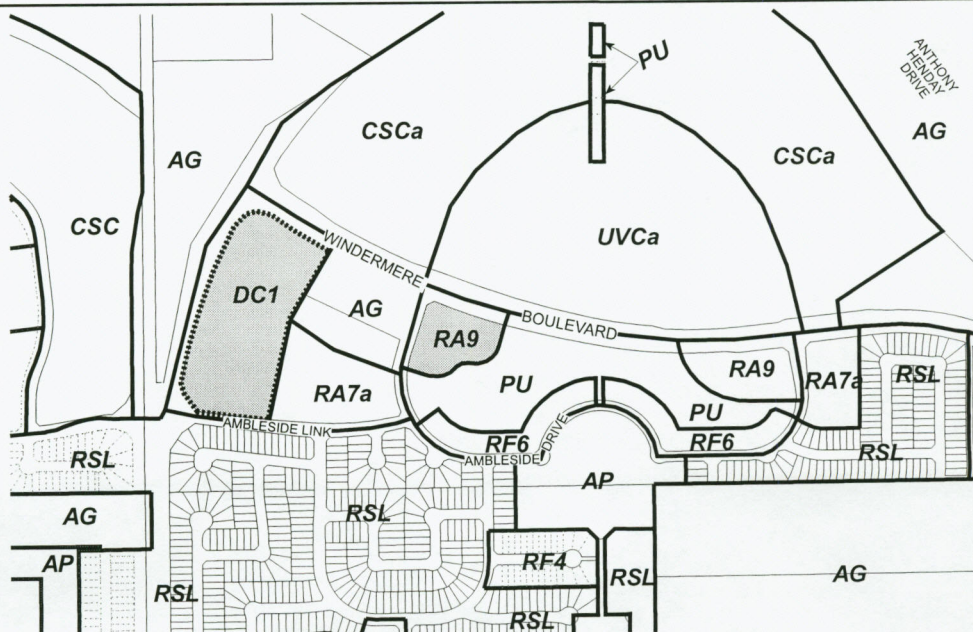 PU
ANTHONY
HENDAY
DRIVE
CSCa
AG
AG
CSCa
CSC
UVCa
WINDERMERE
DC1
AG
BOULEVARD
RA9
RA9
RSL
RA7a
RA7a
PU
PU
AMBLESIDE LINK
RF6
RF6
AMBLESIDE DRIVE
RSL
RSL
AP
AG
RSL
RF4
AP
RSL
RSL
AG
RSL